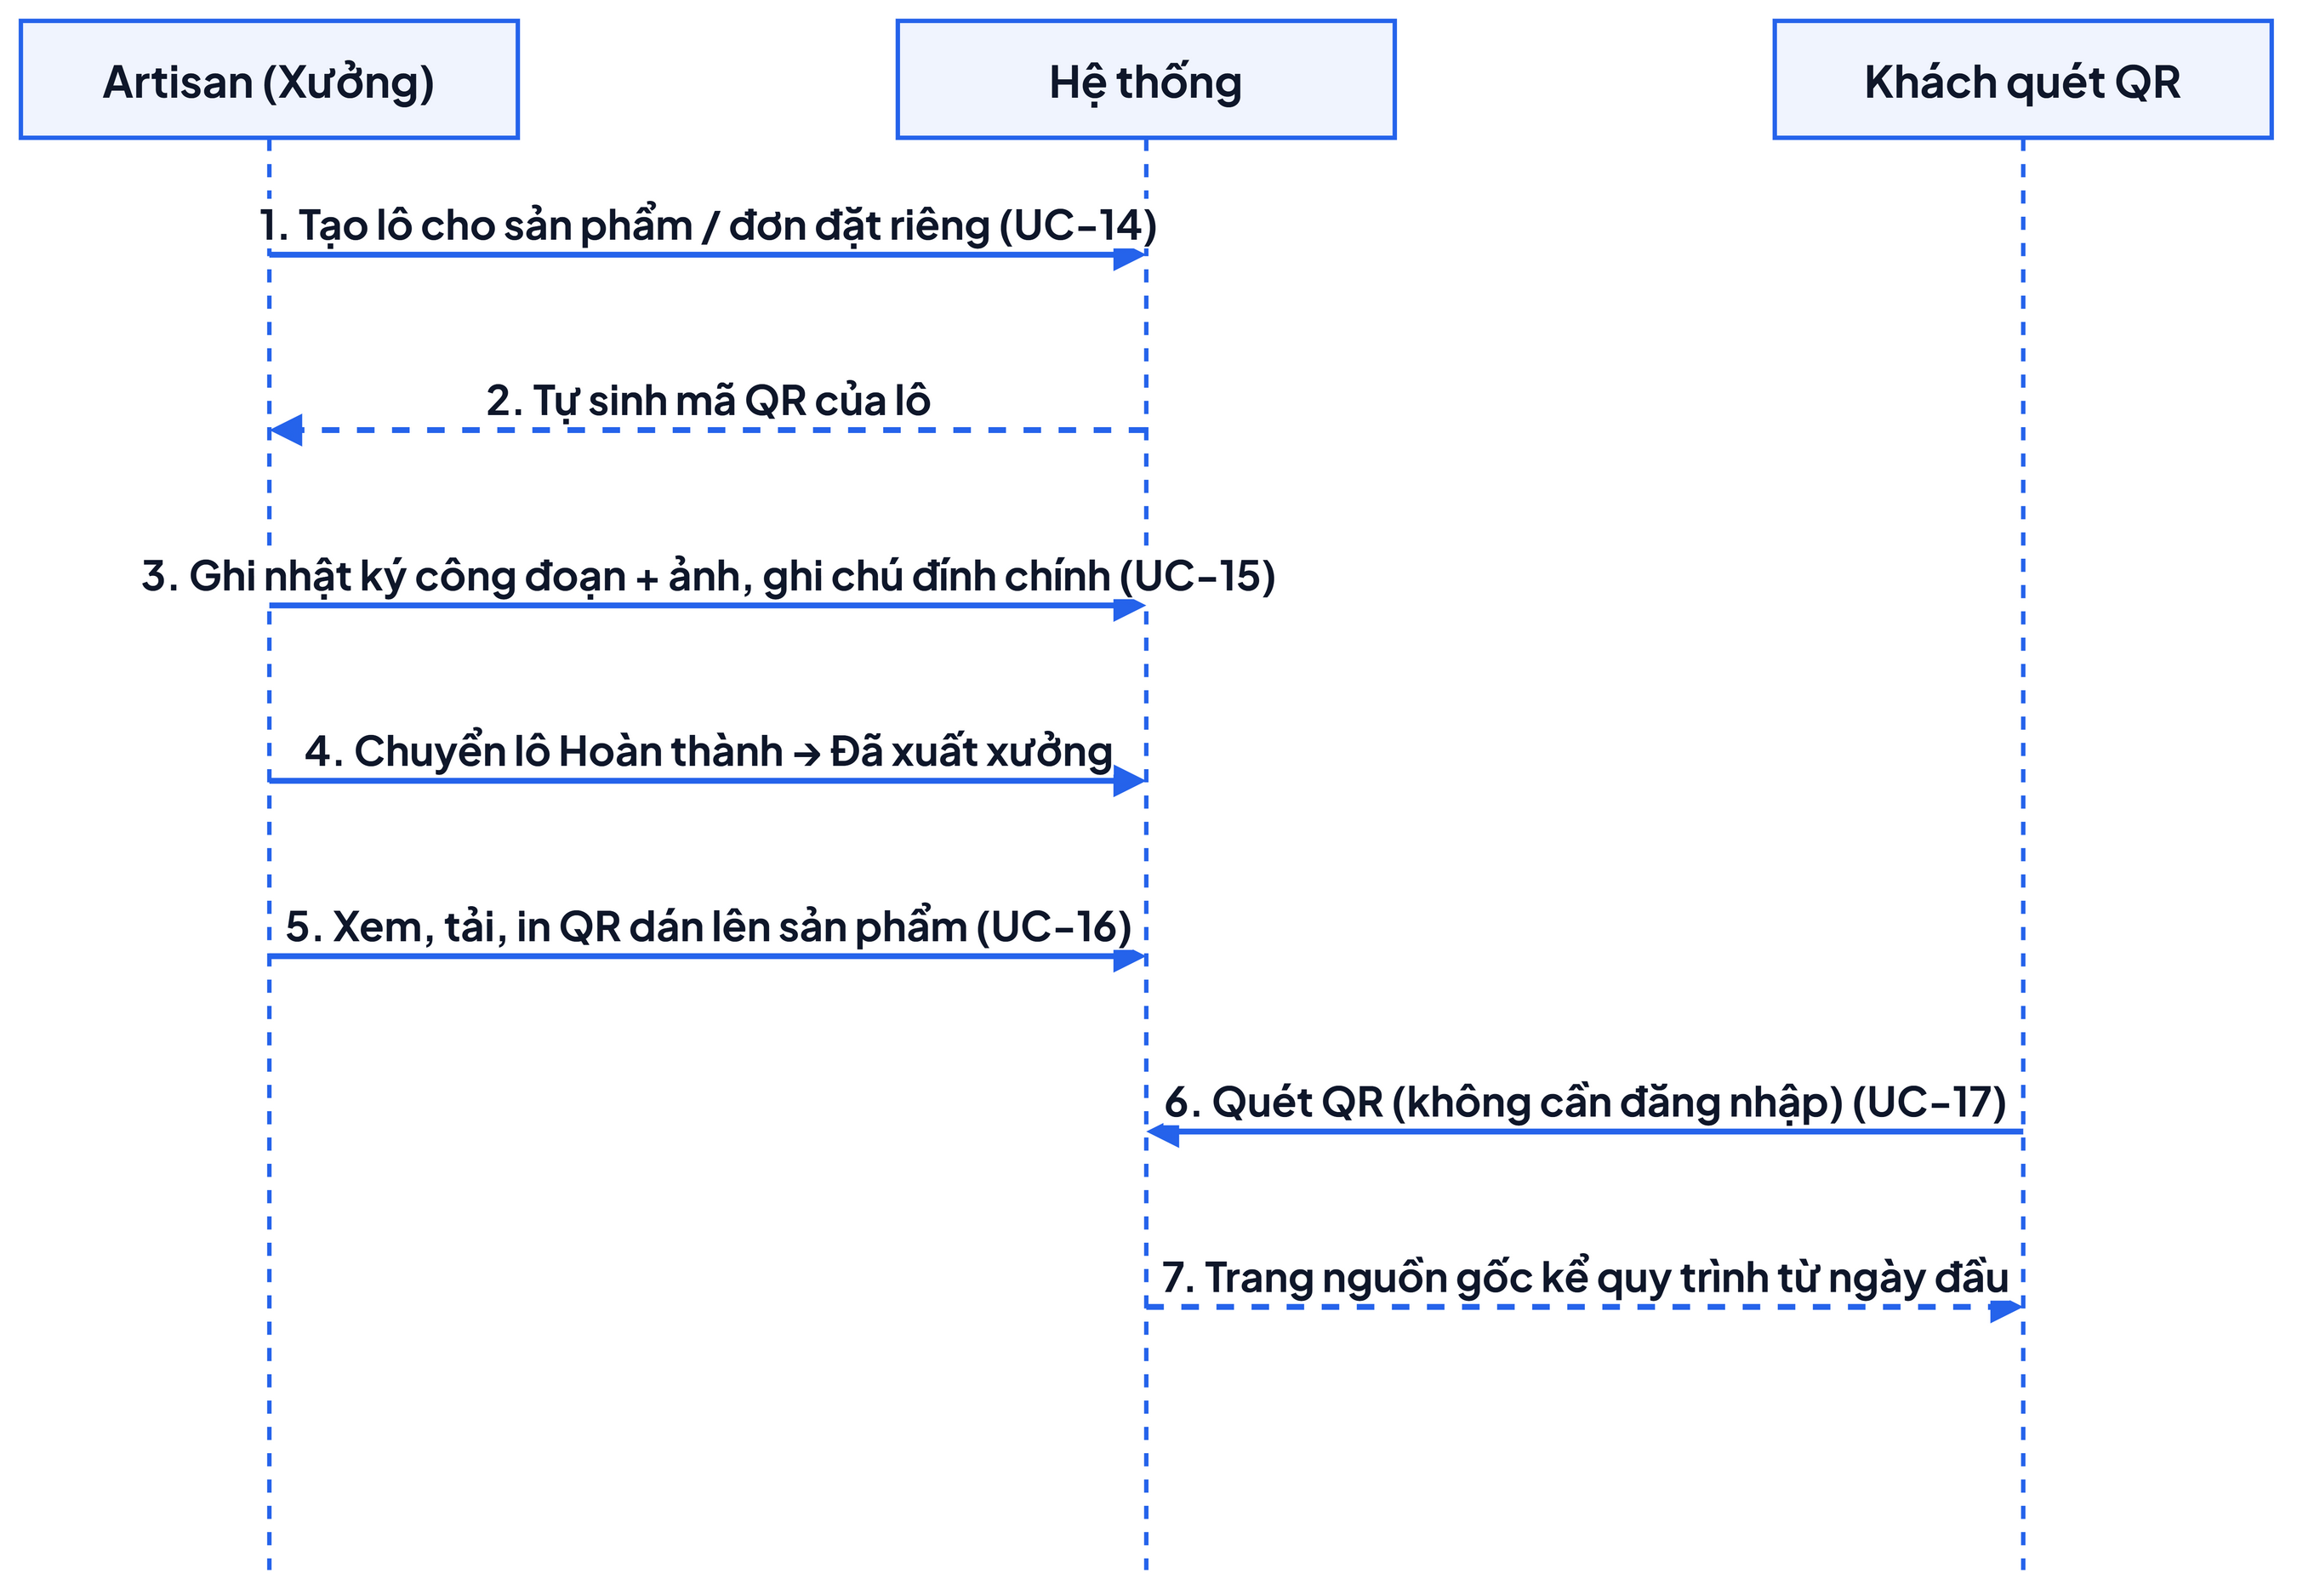 Artisan (Xưởng)
Hệ thống
Khách quét QR
1. Tạo lô cho sản phẩm / đơn đặt riêng (UC-14)
2. Tự sinh mã QR của lô
3. Ghi nhật ký công đoạn + ảnh, ghi chú đính chính (UC-15)
4. Chuyển lô Hoàn thành → Đã xuất xưởng
5. Xem, tải, in QR dán lên sản phẩm (UC-16)
6. Quét QR (không cần đăng nhập) (UC-17)
7. Trang nguồn gốc kể quy trình từ ngày đầu